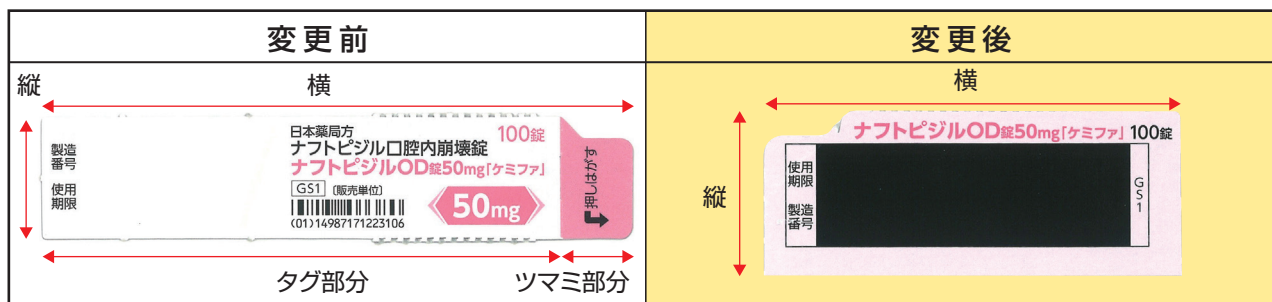 変更前
変更後
縦
横
製造
番号
使用
期限
日本薬局方
ナフトピジル口腔内崩壊錠
ナフトピジルOD錠50mg「ケミファ」
100錠
GS1 〔販売単位〕
(01)14987171223106
50mg
押しはがす
タグ部分
ツマミ部分
横
縦
ナフトピジルOD錠50mg「ケミファ」 100錠
使用
期限
製造
番号
GS1